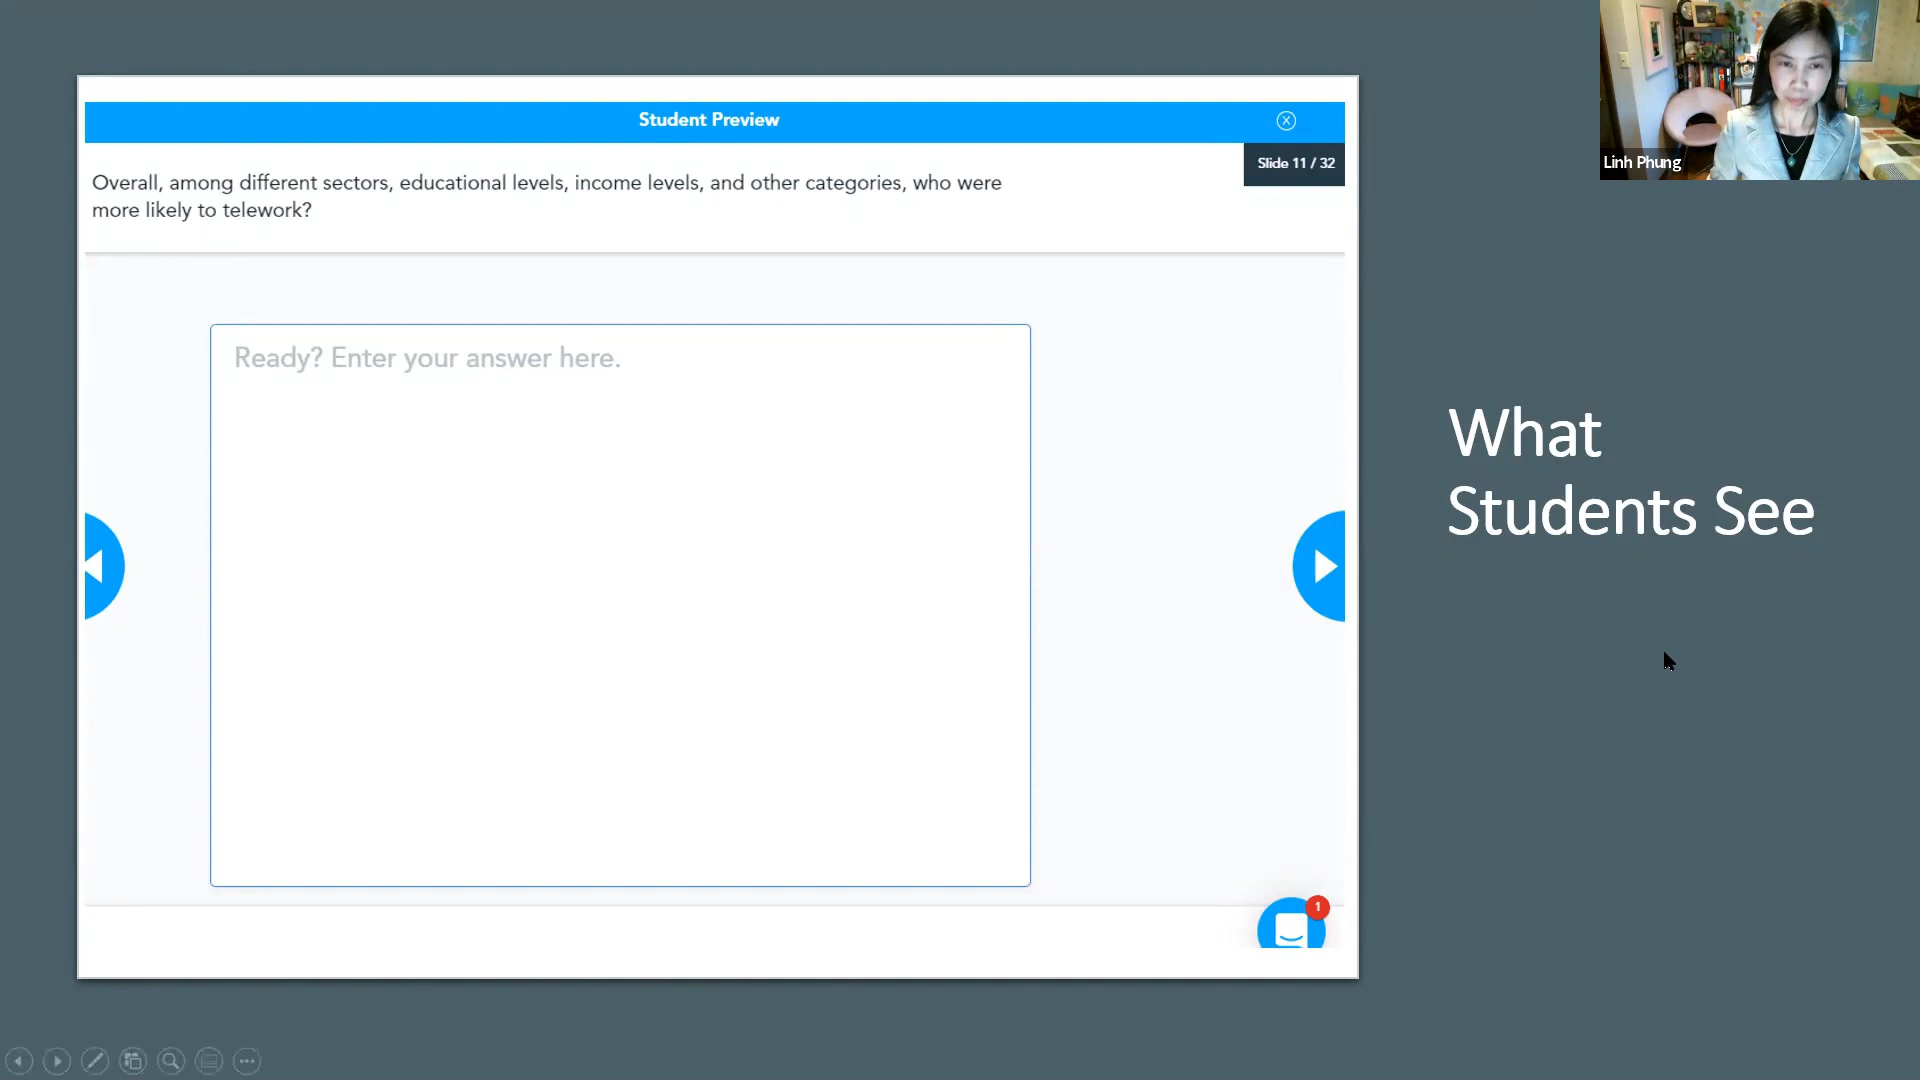 Student Preview
Slide 11 / 32
Overall, among different sectors, educational levels, income levels, and other categories, who were
more likely to telework?
Ready? Enter your answer here.
1
What
Students See
Linh Phung